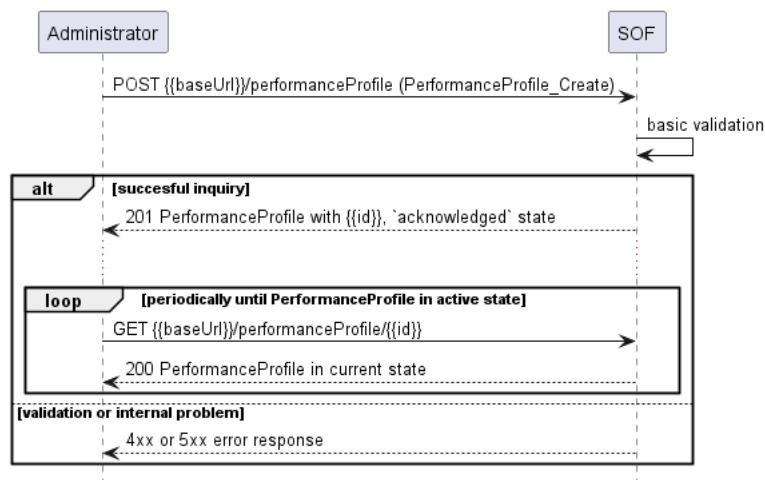 Administrator
SOF
POST {{baseUrl}}/performanceProfile (PerformanceProfile_Create)
basic validation
alt
[succesful inquiry]
201 PerformanceProfile with {{id}}, `acknowledged` state
loop
[periodically until PerformanceProfile in active state]
GET {{baseUrl}}/performanceProfile/{{id}}
200 PerformanceProfile in current state
[validation or internal problem]
4xx or 5xx error response